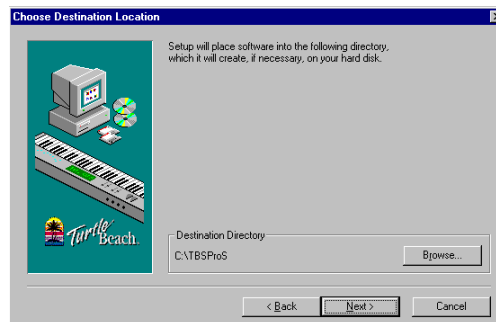 Choose Destination Location
Setup will place software into the following directory,
which it will create, if necessary, on your hard disk.
Turtle
Beach
Destination Directory
C:\TBSProS
Browse...
< Back
Next >
Cancel